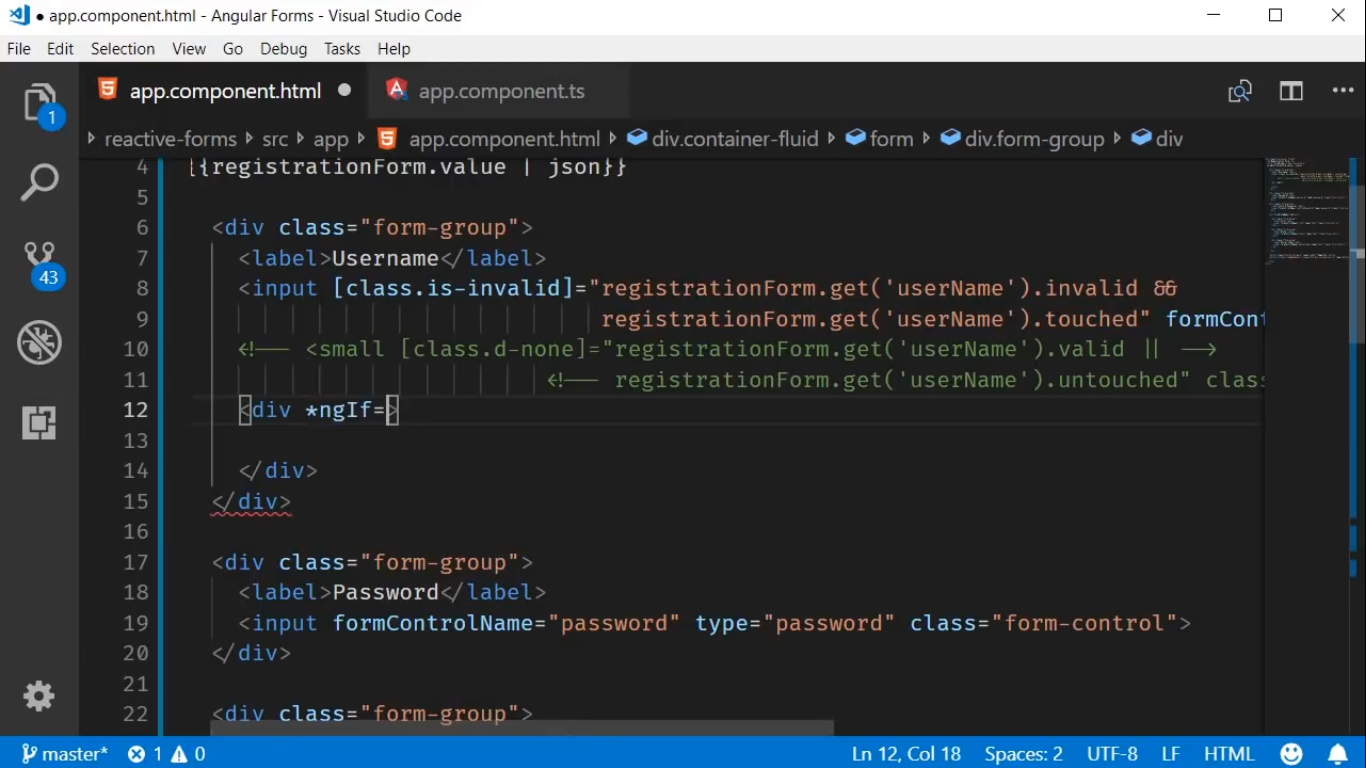 app.component.html - Angular Forms - Visual Studio Code
File Edit Selection View Go Debug Tasks Help
1
app.component.html
app.component.ts
reactive-forms src app app.component.html div.container-fluid form div.form-group div
4 {{registrationForm.value | json}}
5
6 <div class="form-group">
7 <label>Username</label>
8 <input [class.is-invalid]="registrationForm.get('userName').invalid &&
43
9 registrationForm.get('userName').touched" formCont
10 <!-- <small [class.d-none]="registrationForm.get('userName').valid || -->
11 <!-- registrationForm.get('userName').untouched" clas
12 <div *ngIf=>
13
14 </div>
15 </div>
16
17 <div class="form-group">
18 <label>Password</label>
19 <input formControlName="password" type="password" class="form-control">
20 </div>
21
22 <div class="form-group">
master* 1 0 Ln 12, Col 18 Spaces: 2 UTF-8 LF HTML